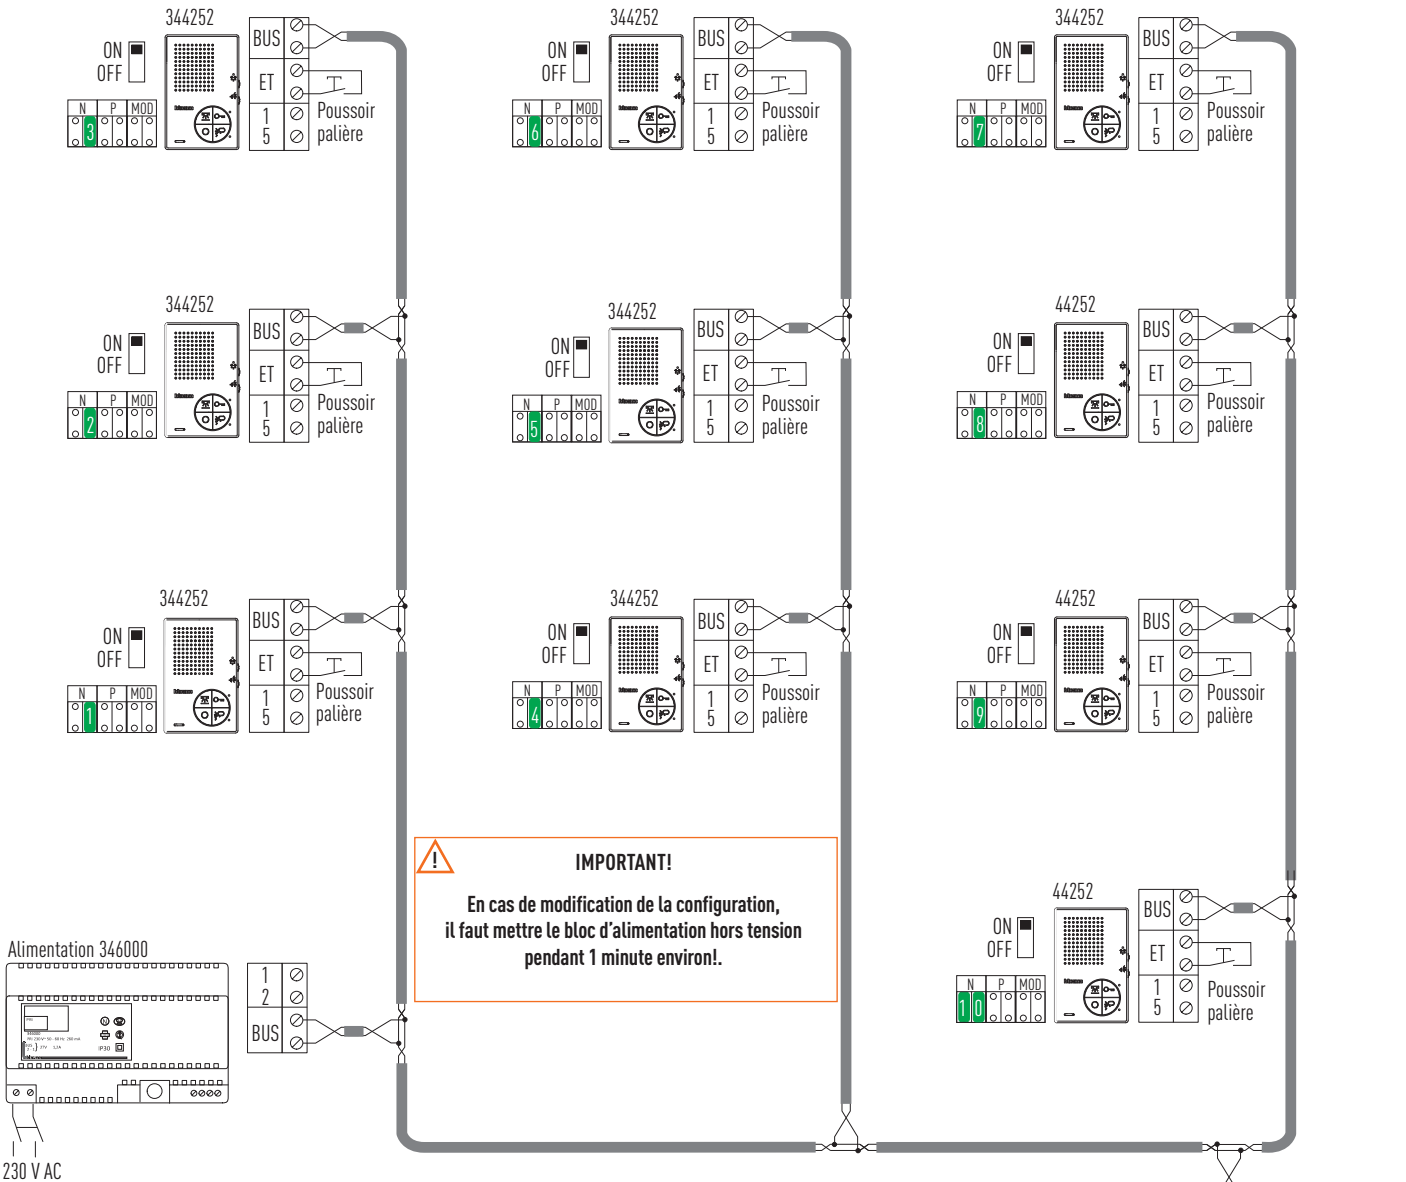 344252
344252
344252
ON
OFF
BUS
ET
1
5
N P MOD
3
Poussoir
palière
ON
OFF
BUS
ET
1
5
N P MOD
6
Poussoir
palière
ON
OFF
BUS
ET
1
5
N P MOD
7
Poussoir
palière
344252
344252
44252
ON
OFF
BUS
ET
1
5
N P MOD
2
Poussoir
palière
ON
OFF
BUS
ET
1
5
N P MOD
5
Poussoir
palière
ON
OFF
BUS
ET
1
5
N P MOD
8
Poussoir
palière
344252
344252
44252
ON
OFF
BUS
ET
1
5
N P MOD
1
Poussoir
palière
ON
OFF
BUS
ET
1
5
N P MOD
4
Poussoir
palière
ON
OFF
BUS
ET
1
5
N P MOD
9
Poussoir
palière
!
IMPORTANT!
En cas de modification de la configuration,
il faut mettre le bloc d'alimentation hors tension
pendant 1 minute environ!.
44252
ON
OFF
BUS
ET
1
5
N P MOD
1 0
Poussoir
palière
Alimentation 346000
1
2
BUS
346000
IP30
230 V AC